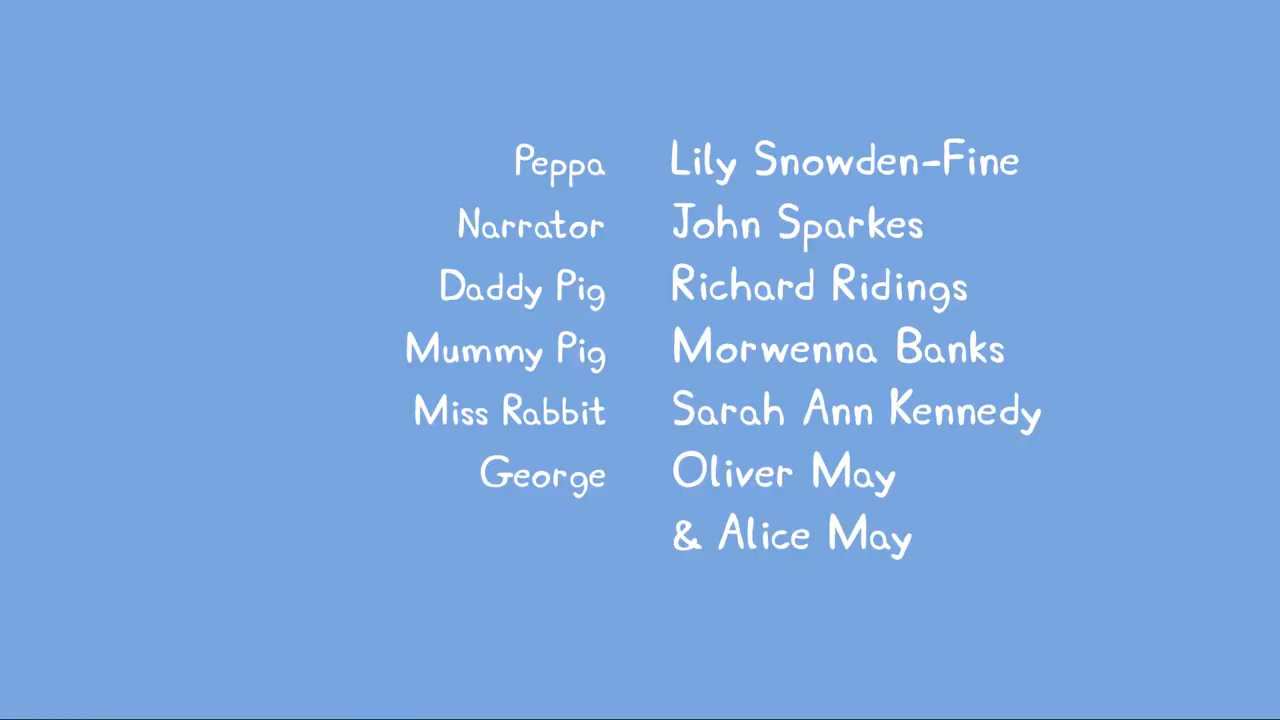 Peppa Lily Snowden-Fine
Narrator John Sparkes
Daddy Pig Richard Ridings
Mummy Pig Morwenna Banks
Miss Rabbit Sarah Ann Kennedy
George Oliver May
& Alice May